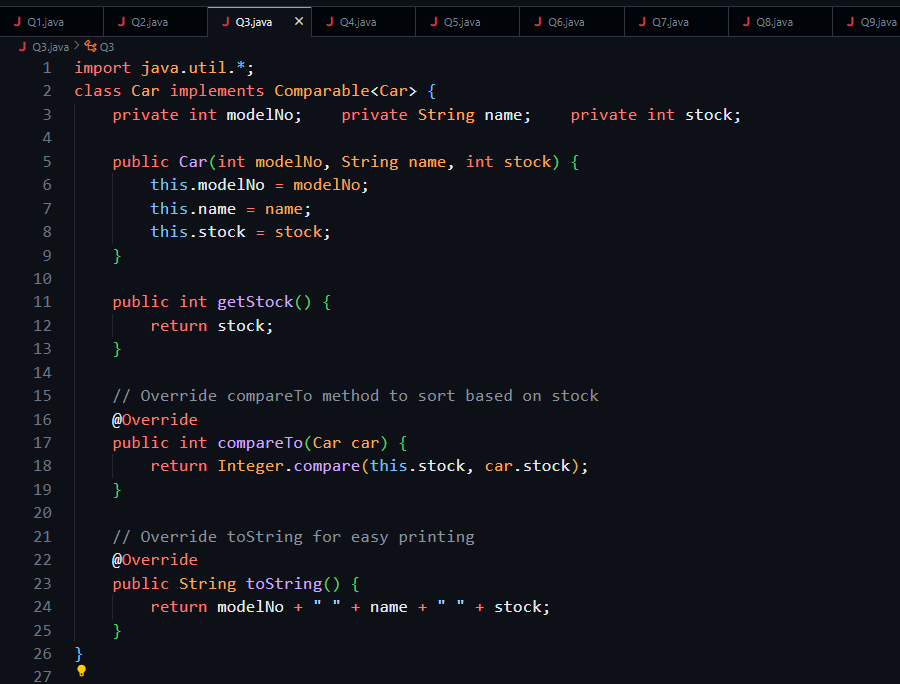 J Q1.java J Q2.java J Q3.java × J Q4.java J Q5.java J Q6.java J Q7.java J Q8.java J Q9.java
J Q3.java > Q3
1 import java.util.*;
2 class Car implements Comparable<Car> {
3     private int modelNo;    private String name;    private int stock;
4
5     public Car(int modelNo, String name, int stock) {
6         this.modelNo = modelNo;
7         this.name = name;
8         this.stock = stock;
9     }
10
11     public int getStock() {
12         return stock;
13     }
14
15     // Override compareTo method to sort based on stock
16     @Override
17     public int compareTo(Car car) {
18         return Integer.compare(this.stock, car.stock);
19     }
20
21     // Override toString for easy printing
22     @Override
23     public String toString() {
24         return modelNo + " " + name + " " + stock;
25     }
26 }
27